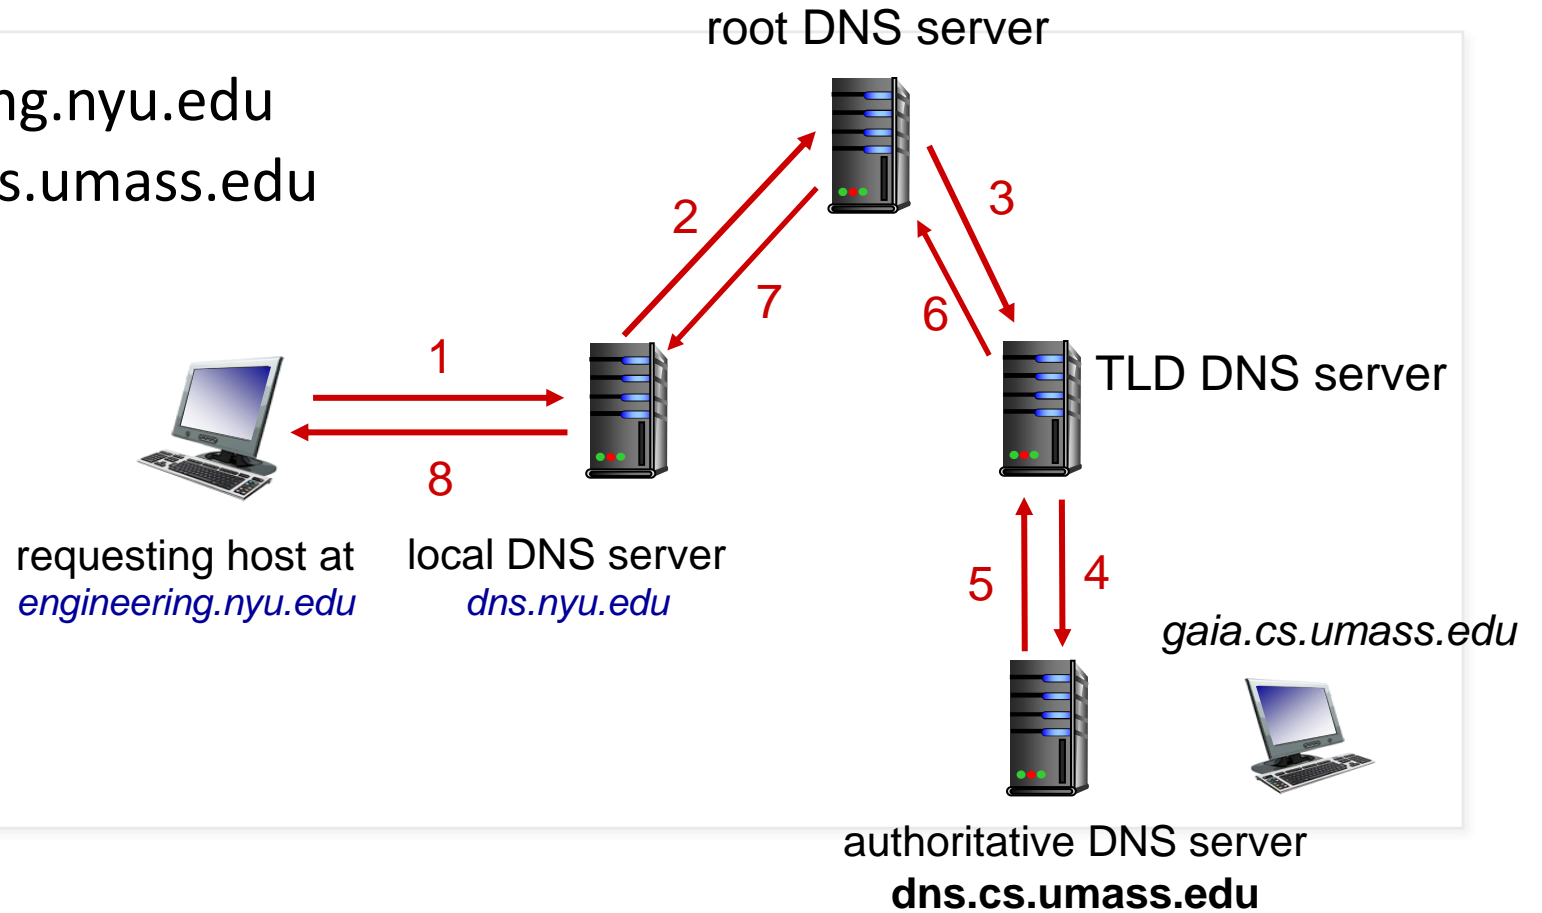 root DNS server
ng.nyu.edu
s.umass.edu
2
3
7
6
1
TLD DNS server
8
requesting host at
engineering.nyu.edu
local DNS server
dns.nyu.edu
5
4
gaia.cs.umass.edu
authoritative DNS server
dns.cs.umass.edu